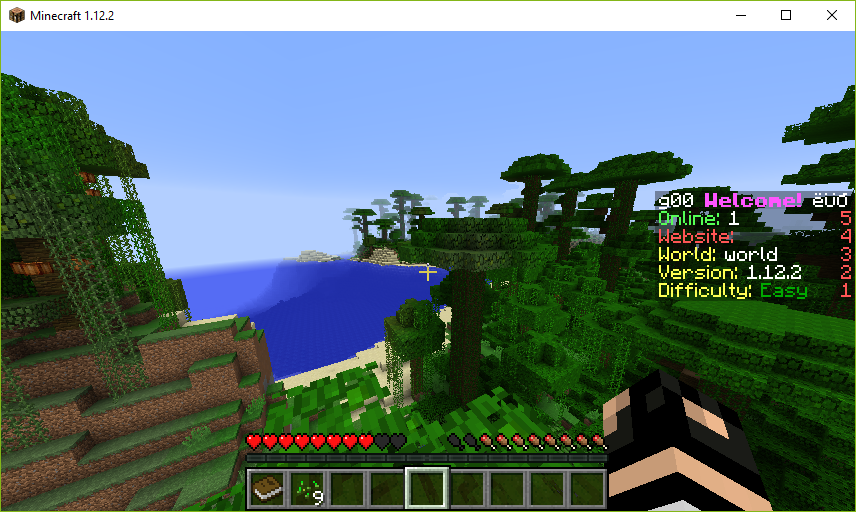 Minecraft 1.12.2
Welcome!
Online: 1 5
Website: 4
World: world 3
Version: 1.12.2 2
Difficulty: Easy 1
9